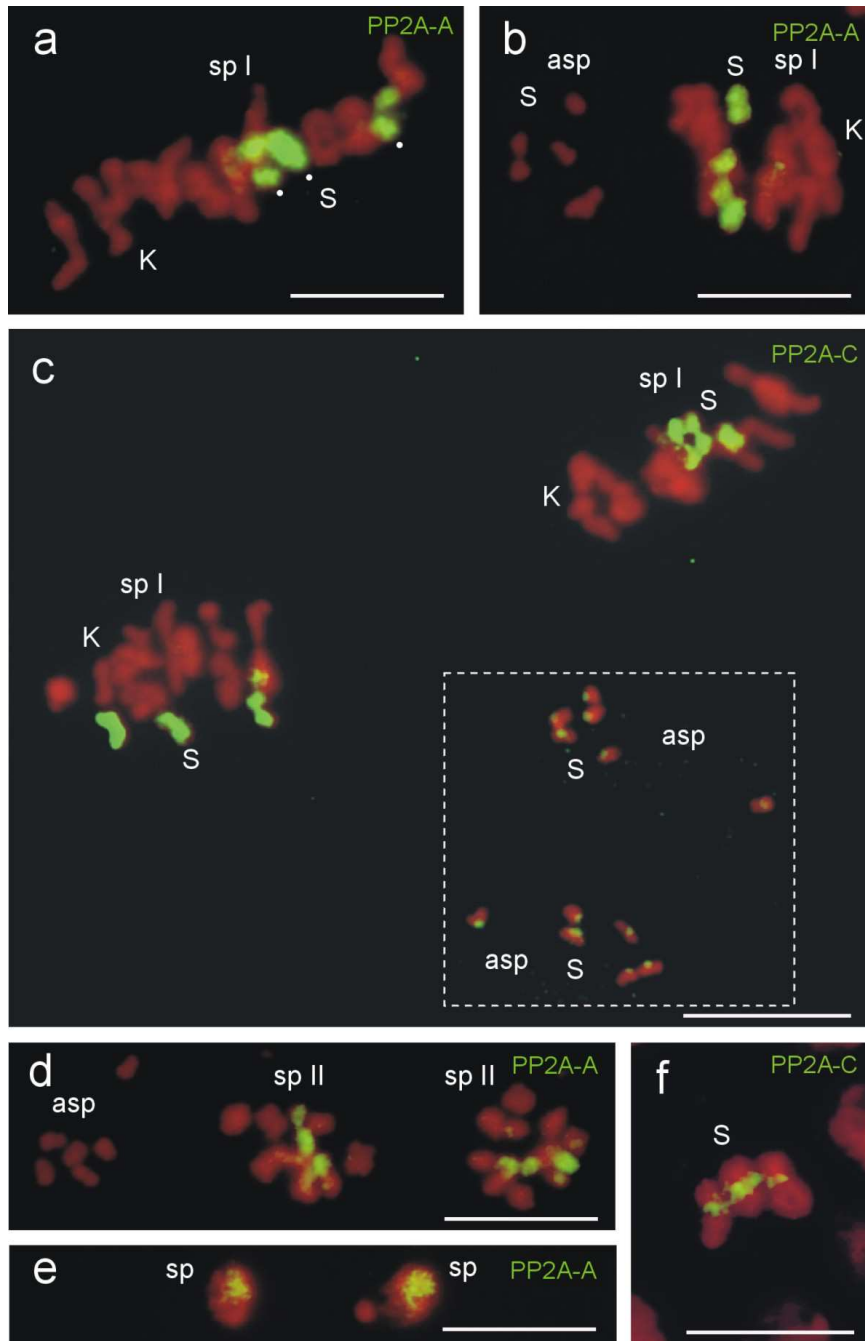 a PP2A-A
sp I
S
K
b PP2A-A
asp S sp I
S
K
c PP2A-C
sp I
S
K
sp I
K
S
asp
S
asp S
d asp sp II PP2A-A sp II
f PP2A-C
S
e sp sp PP2A-A